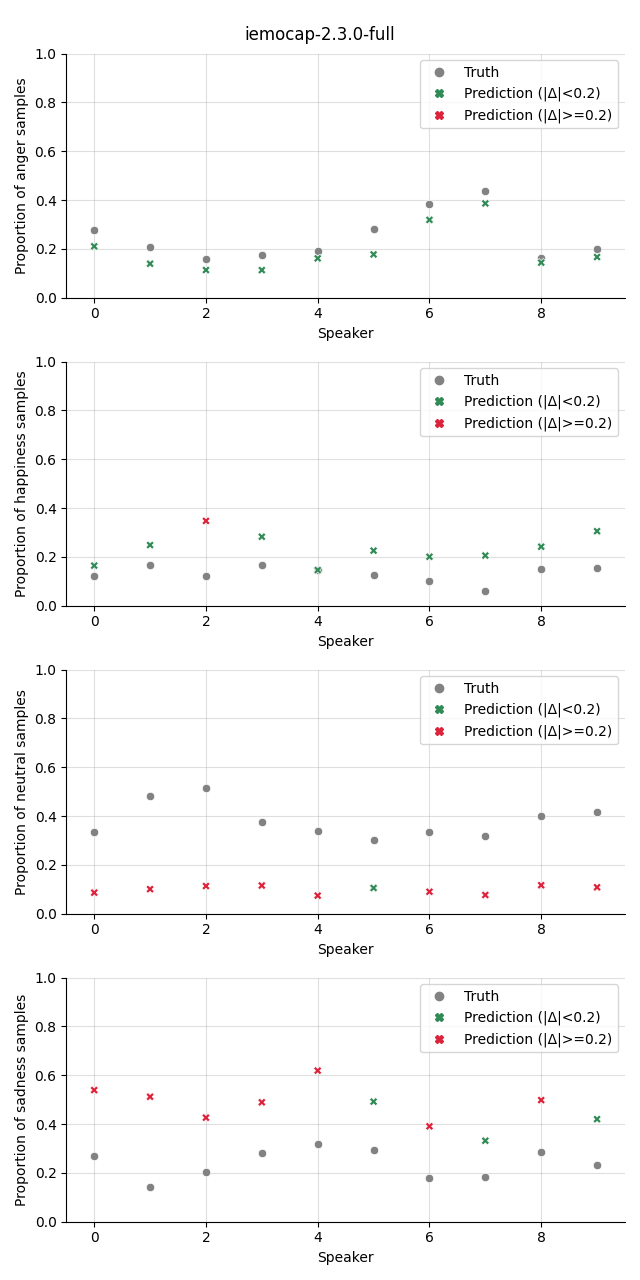 iemocap-2.3.0-full
Proportion of anger samples
1.0
0.8
0.6
0.4
0.2
0.0
Truth
Prediction (|Δ|<0.2)
Prediction (|Δ|>=0.2)
0 2 4 6 8
Speaker
Proportion of happiness samples
1.0
0.8
0.6
0.4
0.2
0.0
Truth
Prediction (|Δ|<0.2)
Prediction (|Δ|>=0.2)
0 2 4 6 8
Speaker
Proportion of neutral samples
1.0
0.8
0.6
0.4
0.2
0.0
Truth
Prediction (|Δ|<0.2)
Prediction (|Δ|>=0.2)
0 2 4 6 8
Speaker
Proportion of sadness samples
1.0
0.8
0.6
0.4
0.2
0.0
Truth
Prediction (|Δ|<0.2)
Prediction (|Δ|>=0.2)
0 2 4 6 8
Speaker